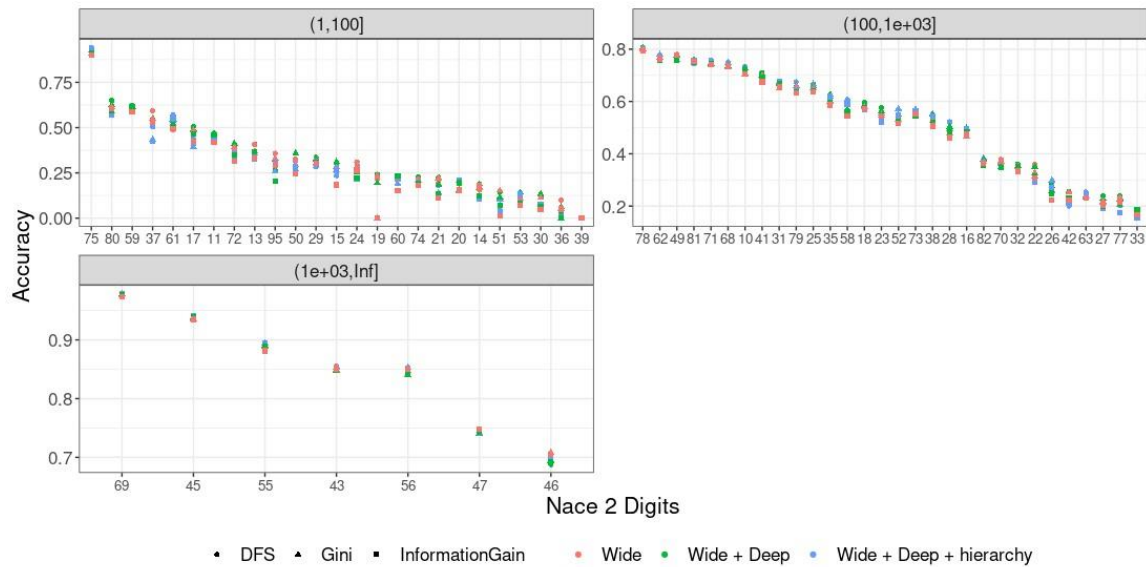 (1,100]
(100,1e+03]
0.75
0.50
0.25
0.00
75 80 59 37 61 17 11 72 13 95 50 29 15 24 19 60 74 21 20 14 51 53 30 36 39
0.8
0.6
0.4
0.2
78 62 49 81 71 68 10 41 31 79 25 35 58 18 23 52 73 38 28 16 82 70 32 22 26 42 63 27 77 33
Accuracy
(1e+03,Inf]
0.9
0.8
0.7
69 45 55 43 56 47 46
Nace 2 Digits
DFS Gini InformationGain Wide Wide + Deep Wide + Deep + hierarchy